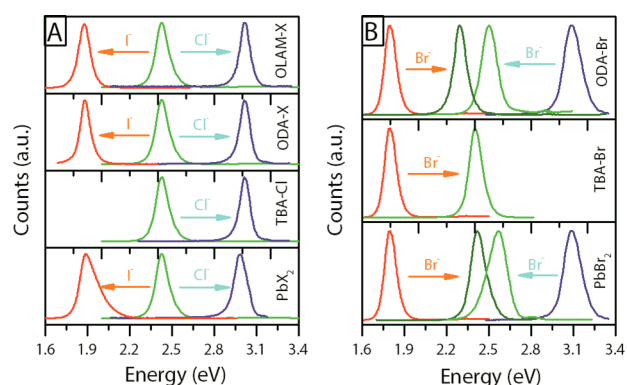 A
I⁻
Cl⁻
OLAM-X
I⁻
Cl⁻
ODA-X
Cl⁻
TBA-Cl
I⁻
Cl⁻
PbX₂
Counts (a.u.)
1.6 1.9 2.2 2.5 2.8 3.1 3.4
Energy (eV)
B
Br⁻
Br⁻
ODA-Br
Br⁻
TBA-Br
Br⁻
Br⁻
PbBr₂
Counts (a.u.)
1.6 1.9 2.2 2.5 2.8 3.1 3.4
Energy (eV)